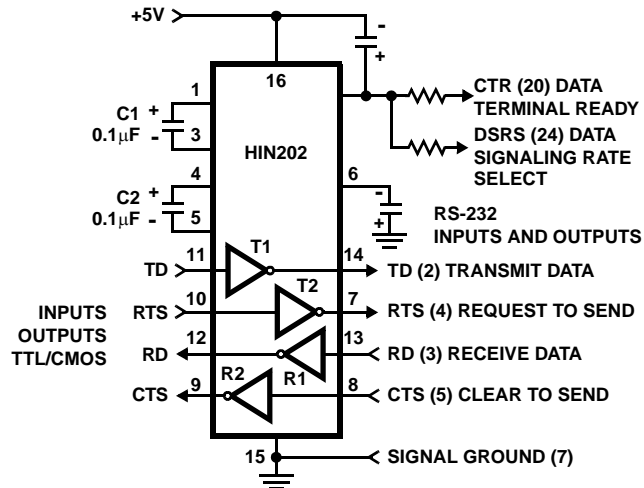 +5V
-
+
16
1
C1
+
0.1μF
-
3
HIN202
CTR (20) DATA
TERMINAL READY
DSRS (24) DATA
SIGNALING RATE
SELECT
4
C2
+
0.1μF
-
5
6
-
+
RS-232
INPUTS AND OUTPUTS
TD
11
T1
14
TD (2) TRANSMIT DATA
INPUTS
OUTPUTS
TTL/CMOS
RTS
10
T2
7
RTS (4) REQUEST TO SEND
RD
12
R1
13
RD (3) RECEIVE DATA
CTS
9
R2
8
CTS (5) CLEAR TO SEND
15
SIGNAL GROUND (7)